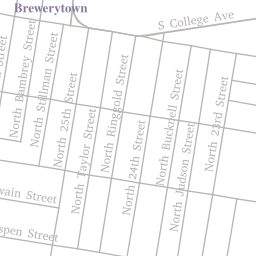 Brewerytown
S College Ave
Street
North Bambrey Street
North Stillman Street
North 25th Street
North Taylor Street
North Ringgold Street
North 24th Street
North Bucknell Street
North Judson Street
North 23rd Street
wain Street
spen Street